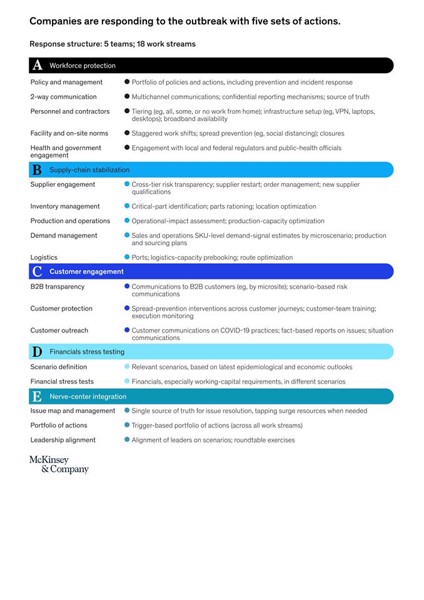 Companies are responding to the outbreak with five sets of actions.
Response structure: 5 teams; 18 work streams
A Workforce protection
Policy and management ● Portfolio of policies and actions, including prevention and incident response
2-way communication ● Multichannel communications; confidential reporting mechanisms; source of truth
Personnel and contractors ● Tiering (eg, all, some, or no work from home); infrastructure setup (eg, VPN, laptops,
desktops); broadband availability
Facility and on-site norms ● Staggered work shifts; spread prevention (eg, social distancing); closures
Health and government ● Engagement with local and federal regulators and public-health officials
engagement
B Supply-chain stabilization
Supplier engagement ● Cross-tier risk transparency; supplier restart; order management; new supplier
qualifications
Inventory management ● Critical-part identification; parts rationing; location optimization
Production and operations ● Operational-impact assessment; production-capacity optimization
Demand management ● Sales and operations SKU-level demand-signal estimates by microscenario; production
and sourcing plans
Logistics ● Ports; logistics-capacity prebooking; route optimization
C Customer engagement
B2B transparency ● Communications to B2B customers (eg, by microsite); scenario-based risk
communications
Customer protection ● Spread-prevention interventions across customer journeys; customer-team training;
execution monitoring
Customer outreach ● Customer communications on COVID-19 practices; fact-based reports on issues; situation
communications
D Financials stress testing
Scenario definition ● Relevant scenarios, based on latest epidemiological and economic outlooks
Financial stress tests ● Financials, especially working-capital requirements, in different scenarios
E Nerve-center integration
Issue map and management ● Single source of truth for issue resolution, tapping surge resources when needed
Portfolio of actions ● Trigger-based portfolio of actions (across all work streams)
Leadership alignment ● Alignment of leaders on scenarios; roundtable exercises
McKinsey
& Company